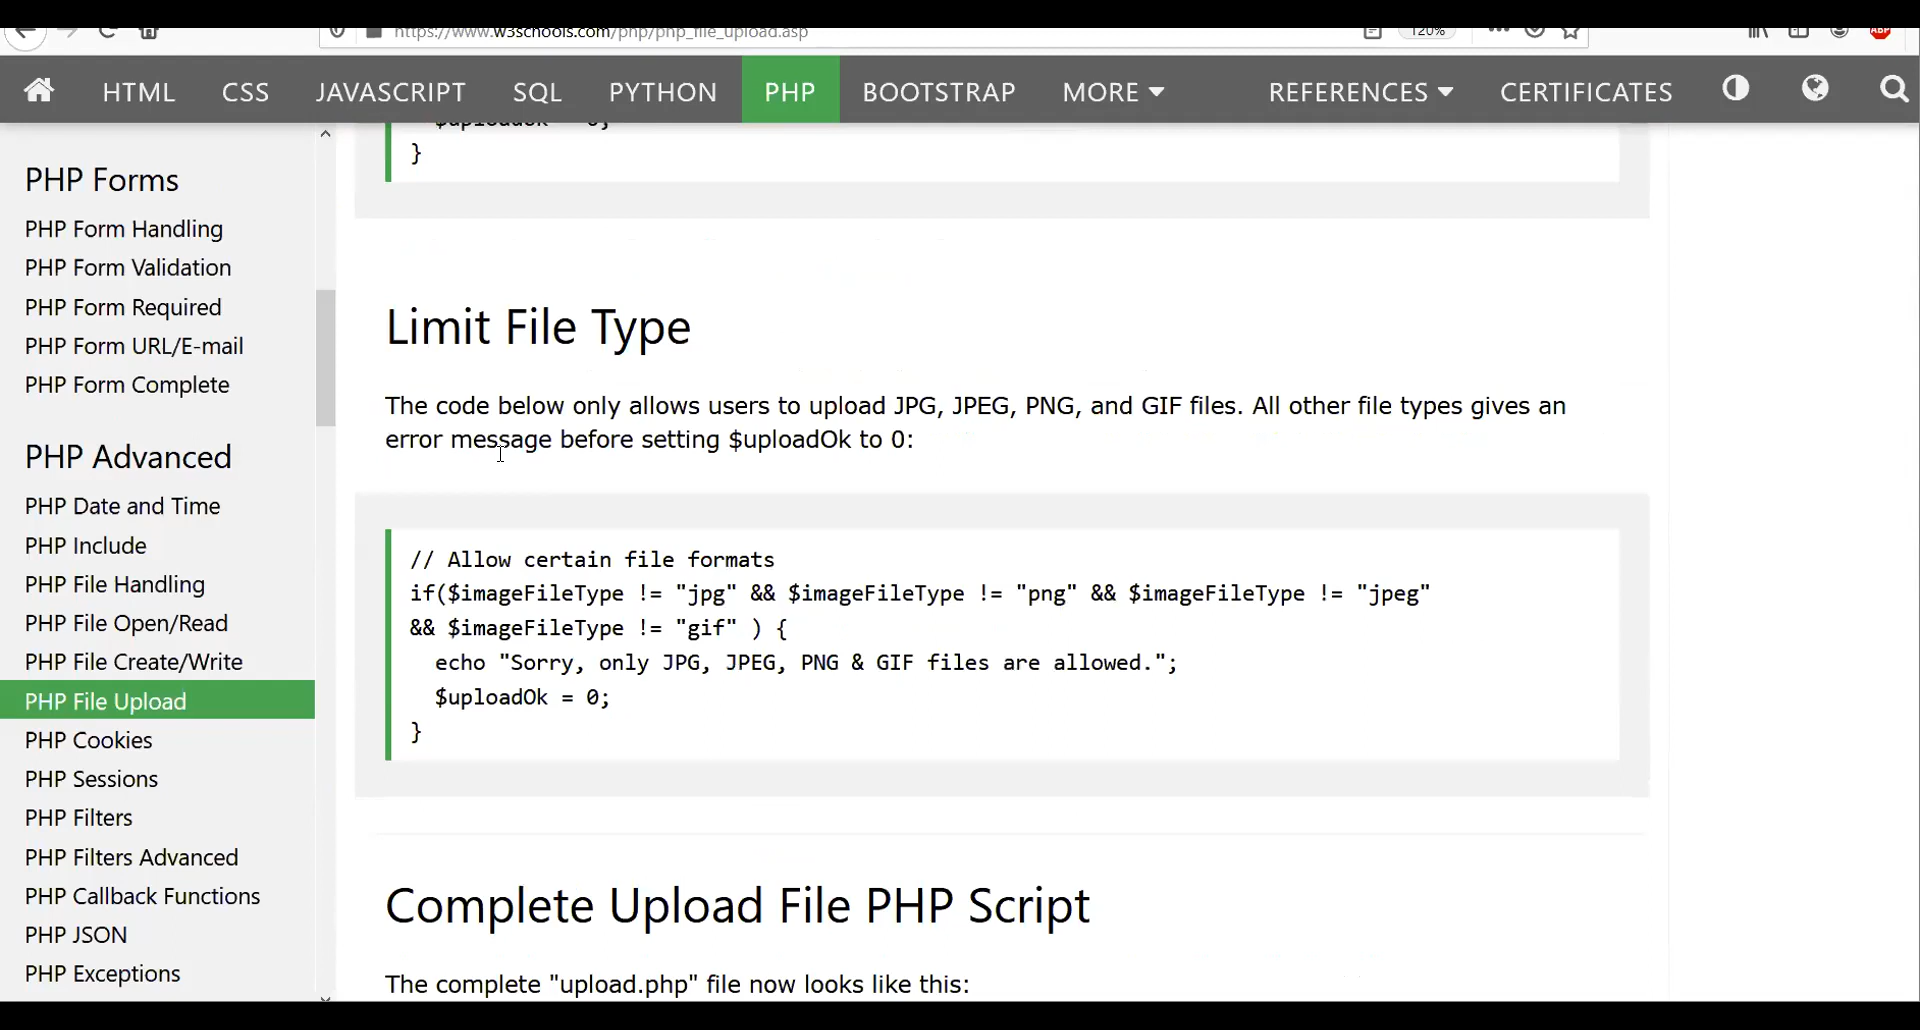 https://www.w3schools.com/php/php_file_upload.asp
120%
ABP
HTML CSS JAVASCRIPT SQL PYTHON PHP BOOTSTRAP MORE REFERENCES CERTIFICATES
PHP Forms
PHP Form Handling
PHP Form Validation
PHP Form Required
PHP Form URL/E-mail
PHP Form Complete
PHP Advanced
PHP Date and Time
PHP Include
PHP File Handling
PHP File Open/Read
PHP File Create/Write
PHP File Upload
PHP Cookies
PHP Sessions
PHP Filters
PHP Filters Advanced
PHP Callback Functions
PHP JSON
PHP Exceptions
$uploadOk = 0;
}
Limit File Type
The code below only allows users to upload JPG, JPEG, PNG, and GIF files. All other file types gives an
error message before setting $uploadOk to 0:
// Allow certain file formats
if($imageFileType != "jpg" && $imageFileType != "png" && $imageFileType != "jpeg"
&& $imageFileType != "gif" ) {
echo "Sorry, only JPG, JPEG, PNG & GIF files are allowed.";
$uploadOk = 0;
}
Complete Upload File PHP Script
The complete "upload.php" file now looks like this: